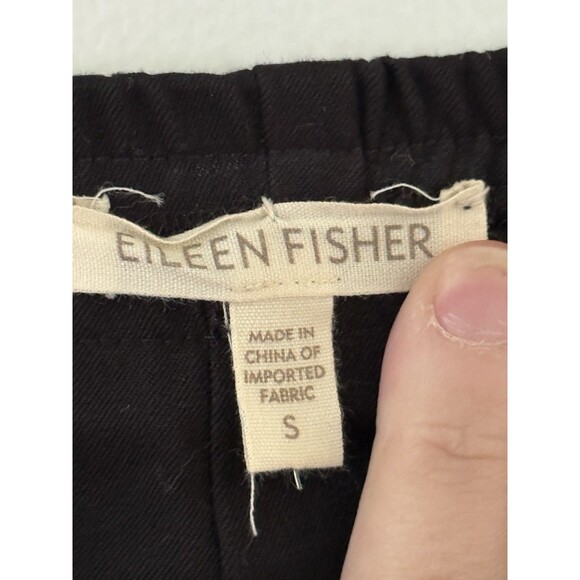 EILEEN FISHER
MADE IN
CHINA OF
IMPORTED
FABRIC
S